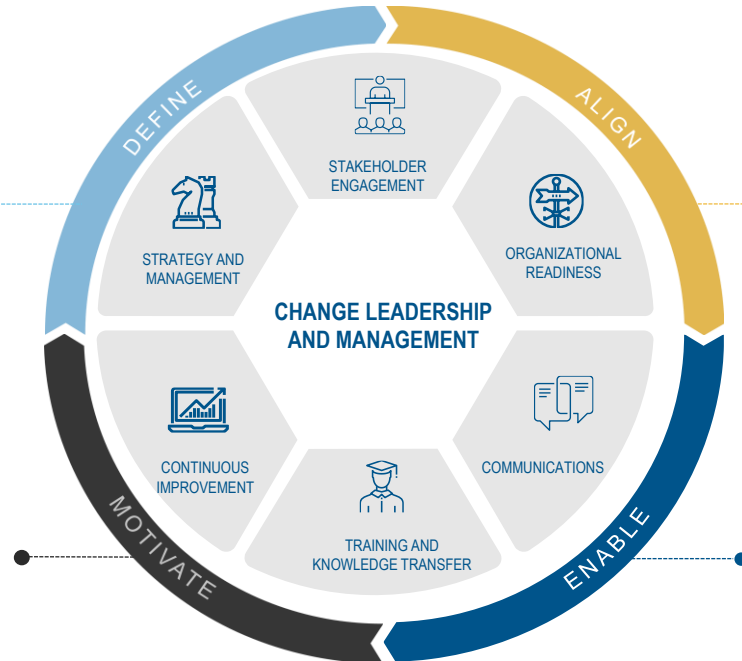 DEFINE
ALIGN
STAKEHOLDER
ENGAGEMENT
STRATEGY AND
MANAGEMENT
ORGANIZATIONAL
READINESS
CHANGE LEADERSHIP
AND MANAGEMENT
CONTINUOUS
IMPROVEMENT
COMMUNICATIONS
TRAINING AND
KNOWLEDGE TRANSFER
MOTIVATE
ENABLE